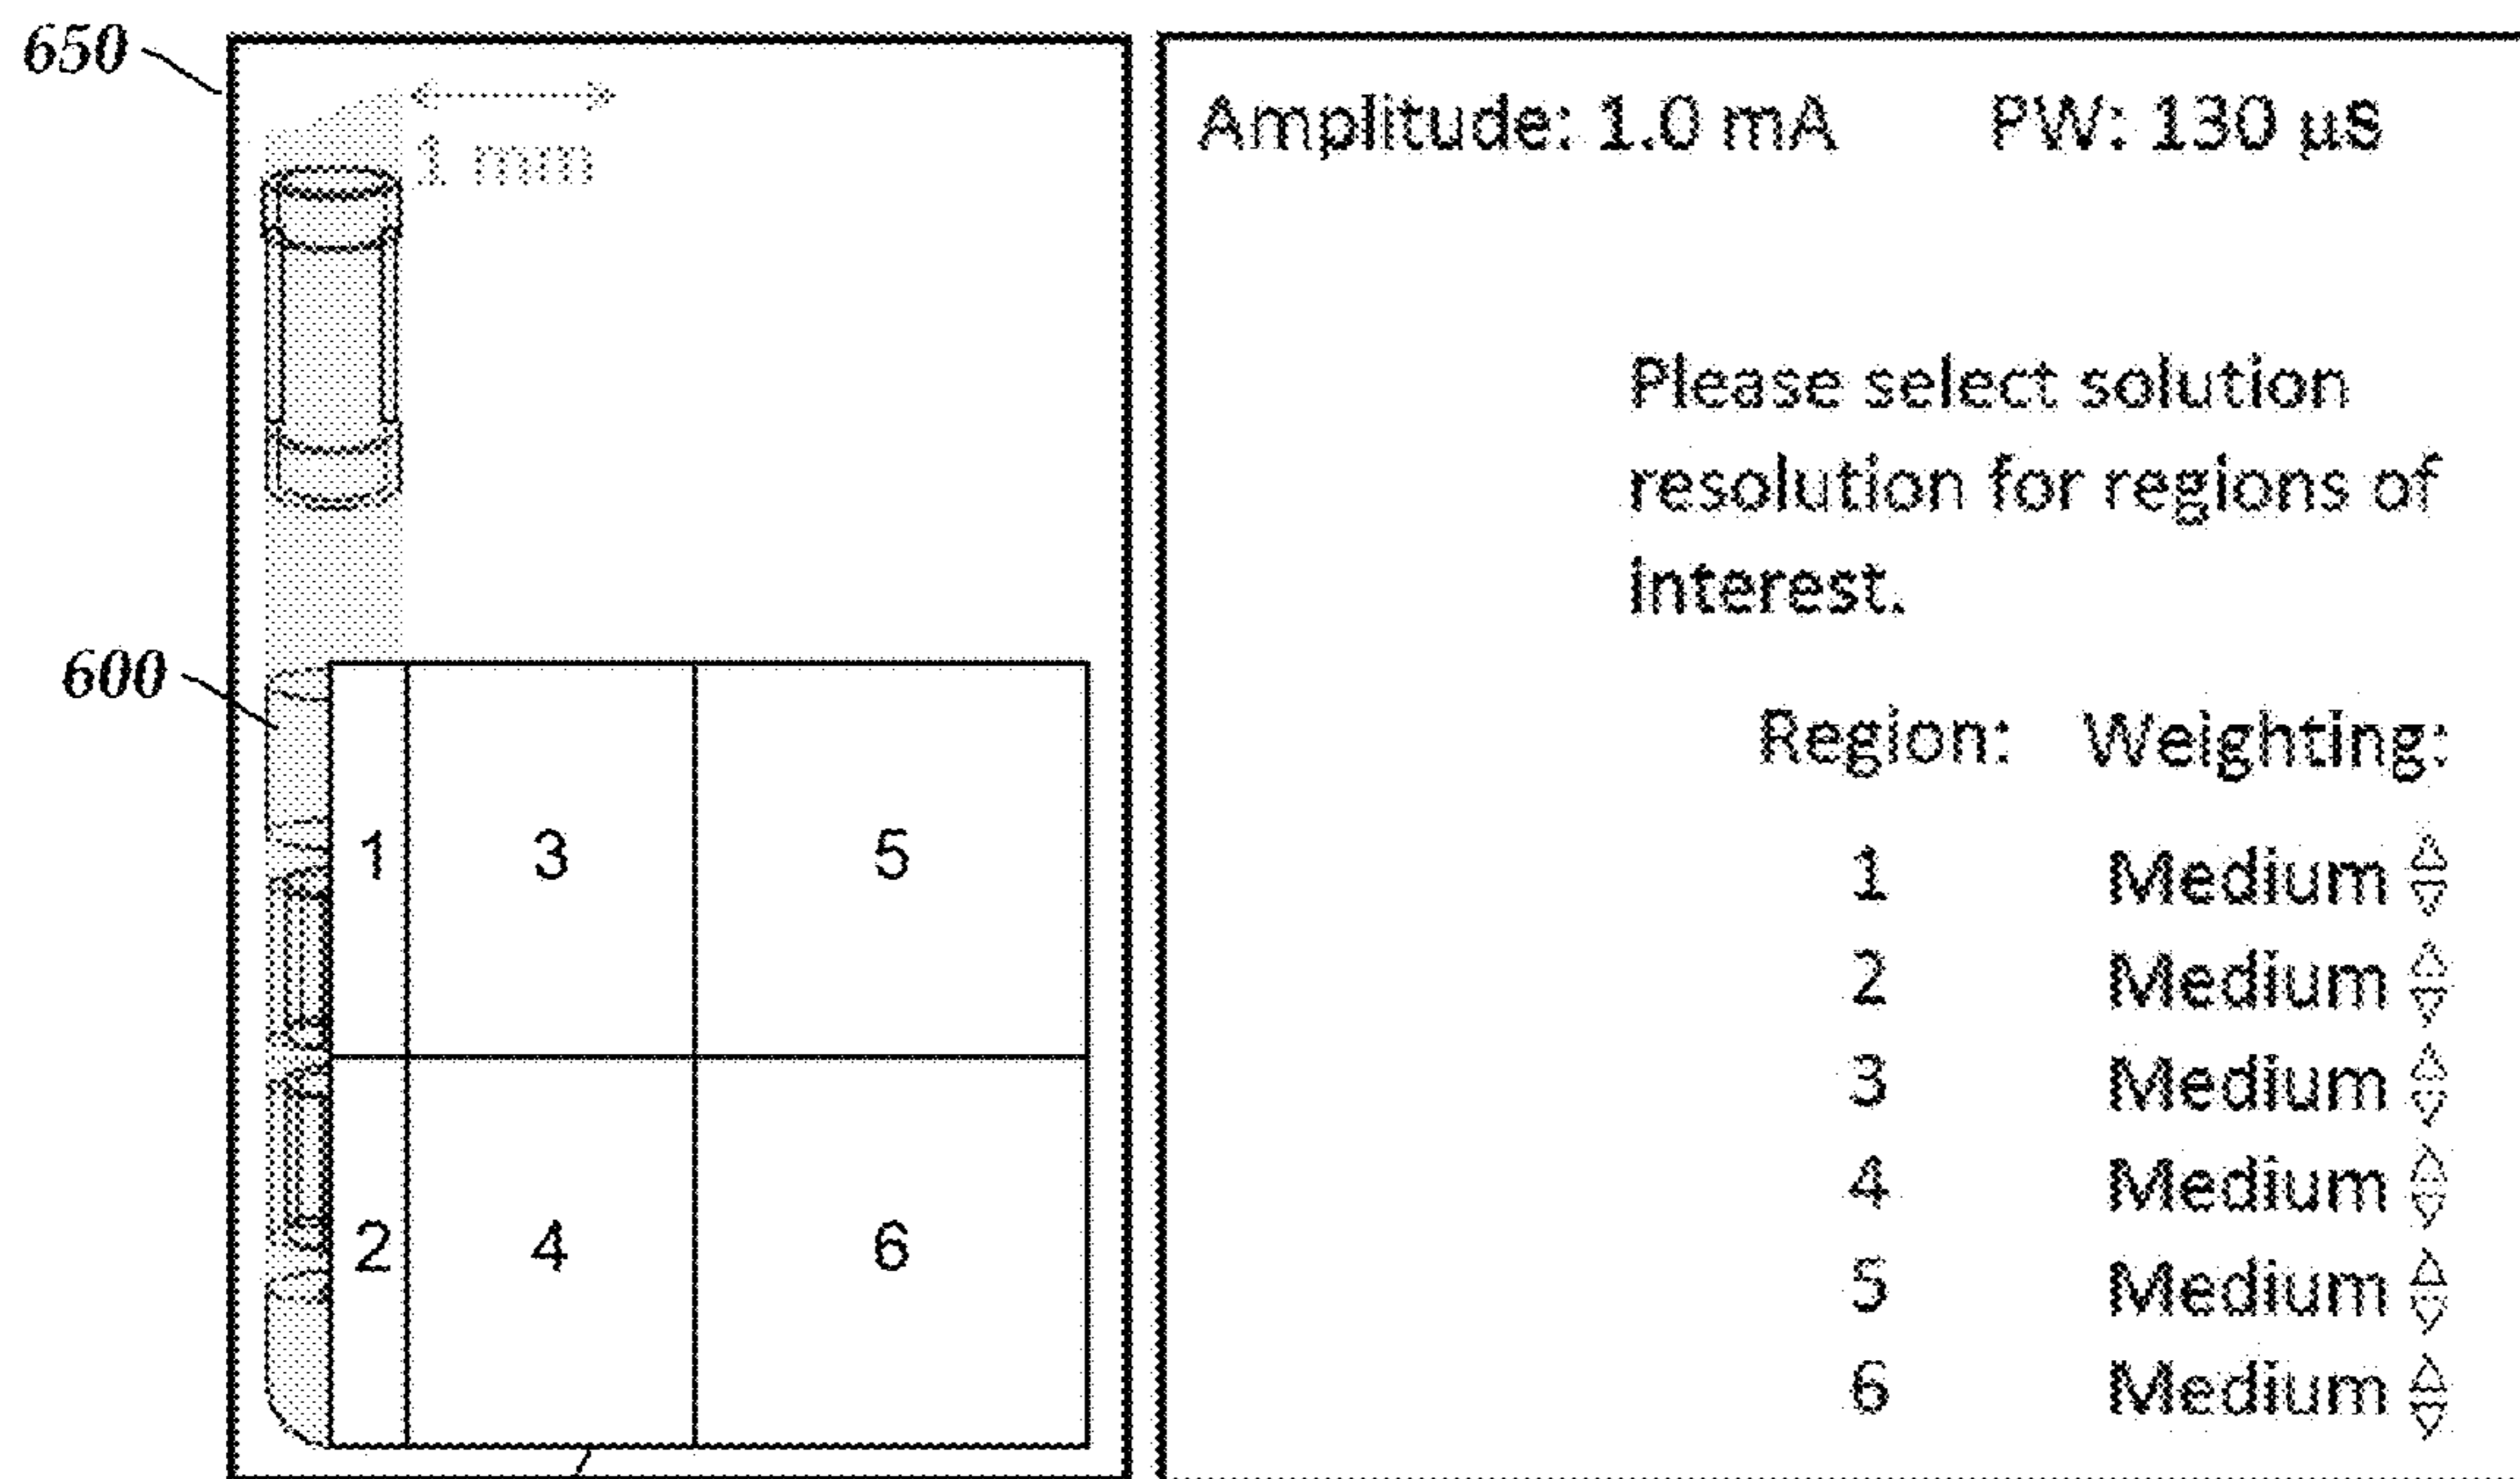 650
1 mm
600
1 3 5
2 4 6
Amplitude: 1.0 mA PW: 130 µs
Please select solution
resolution for regions of
Interest.
Region: Weighting:
1 Medium
2 Medium
3 Medium
4 Medium
5 Medium
6 Medium